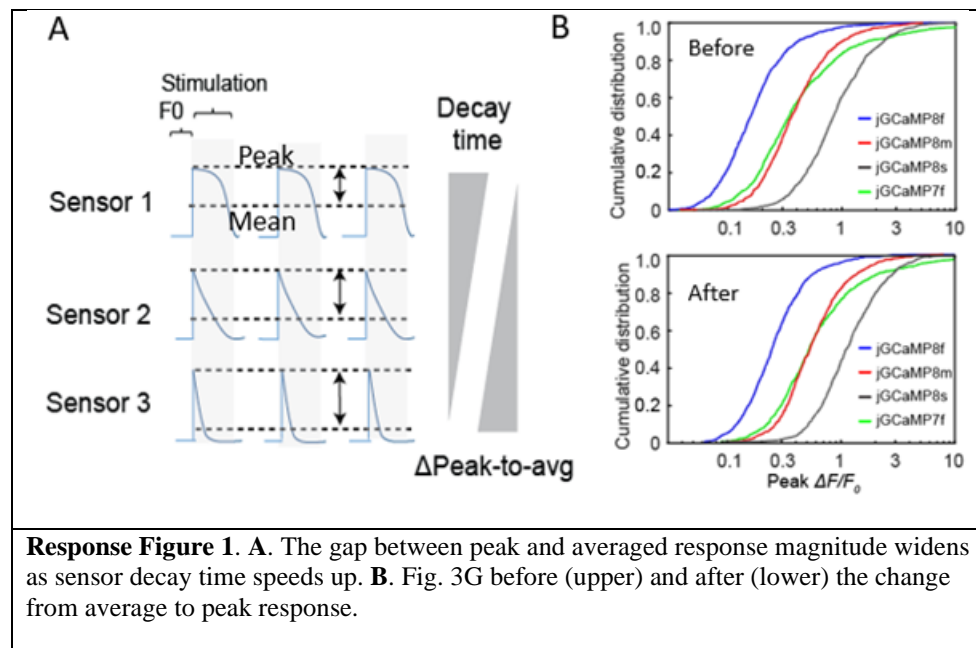 A
Stimulation
F0
Peak
Mean
Sensor 1
Sensor 2
Sensor 3
Decay
time
ΔPeak-to-avg
B
Before
Cumulative distribution
1.0
0.8
0.6
0.4
0.2
0
jGCaMP8f
jGCaMP8m
jGCaMP8s
jGCaMP7f
0.1 0.3 1 3 10
After
Cumulative distribution
1.0
0.8
0.6
0.4
0.2
0
jGCaMP8f
jGCaMP8m
jGCaMP8s
jGCaMP7f
0.1 0.3 1 3 10
Peak ΔF/F₀
Response Figure 1. A. The gap between peak and averaged response magnitude widens
as sensor decay time speeds up. B. Fig. 3G before (upper) and after (lower) the change
from average to peak response.